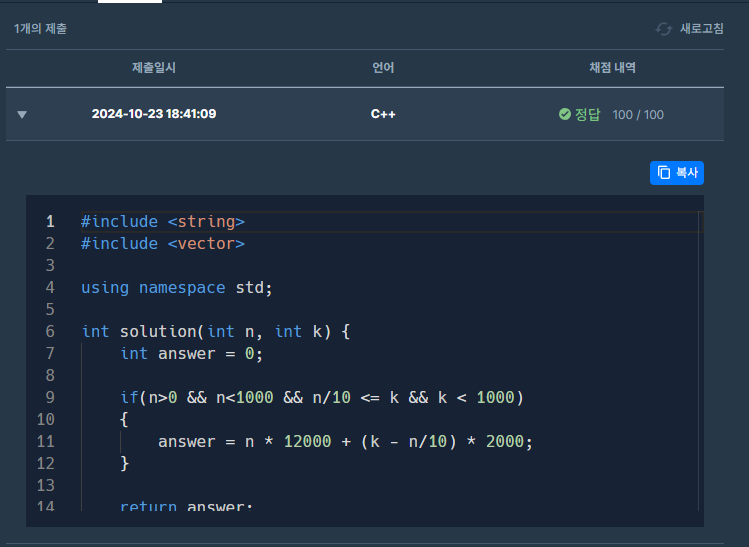 1개의 제출
새로고침
제출일시 언어 채점 내역
2024-10-23 18:41:09 C++ 정답 100 / 100
복사
1 #include <string>
2 #include <vector>
3
4 using namespace std;
5
6 int solution(int n, int k) {
7     int answer = 0;
8
9     if(n>0 && n<1000 && n/10 <= k && k < 1000)
10     {
11         answer = n * 12000 + (k - n/10) * 2000;
12     }
13
14     return answer;